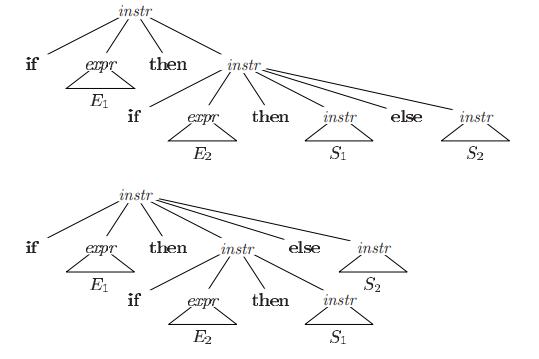 instr
if expr then instr
E1
if expr then instr else instr
E2 S1 S2
instr
if expr then instr else instr
E1 S2
if expr then instr
E2 S1